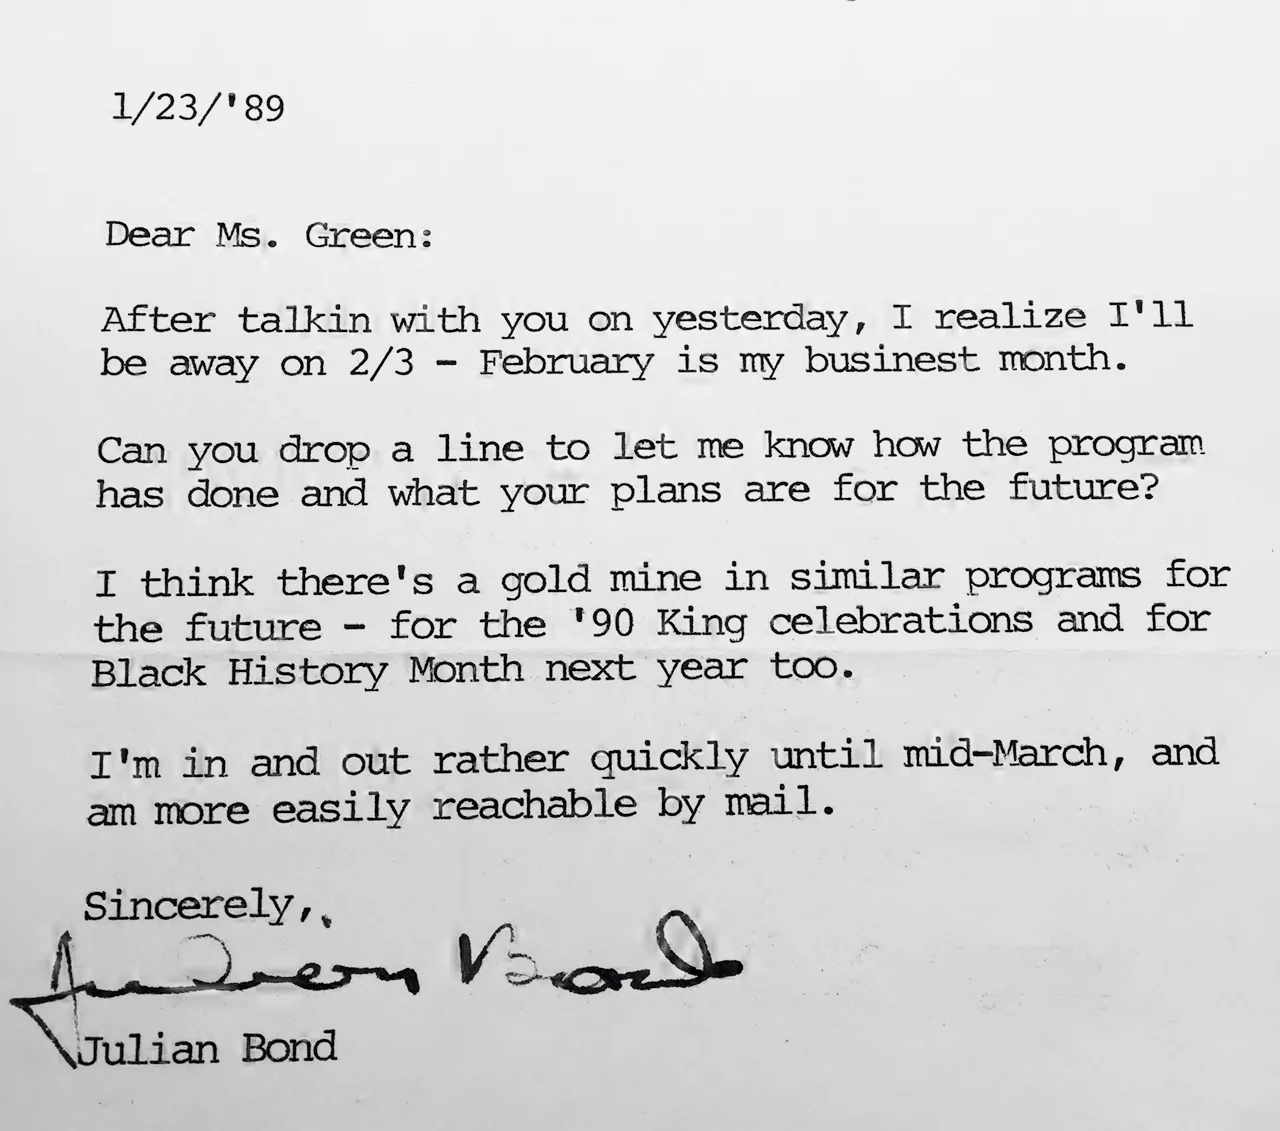 1/23/'89
Dear Ms. Green:
After talkin with you on yesterday, I realize I'll
be away on 2/3 - February is my businest month.
Can you drop a line to let me know how the program
has done and what your plans are for the future?
I think there's a gold mine in similar programs for
the future - for the '90 King celebrations and for
Black History Month next year too.
I'm in and out rather quickly until mid-March, and
am more easily reachable by mail.
Sincerely,
Julian Bond
Julian Bond